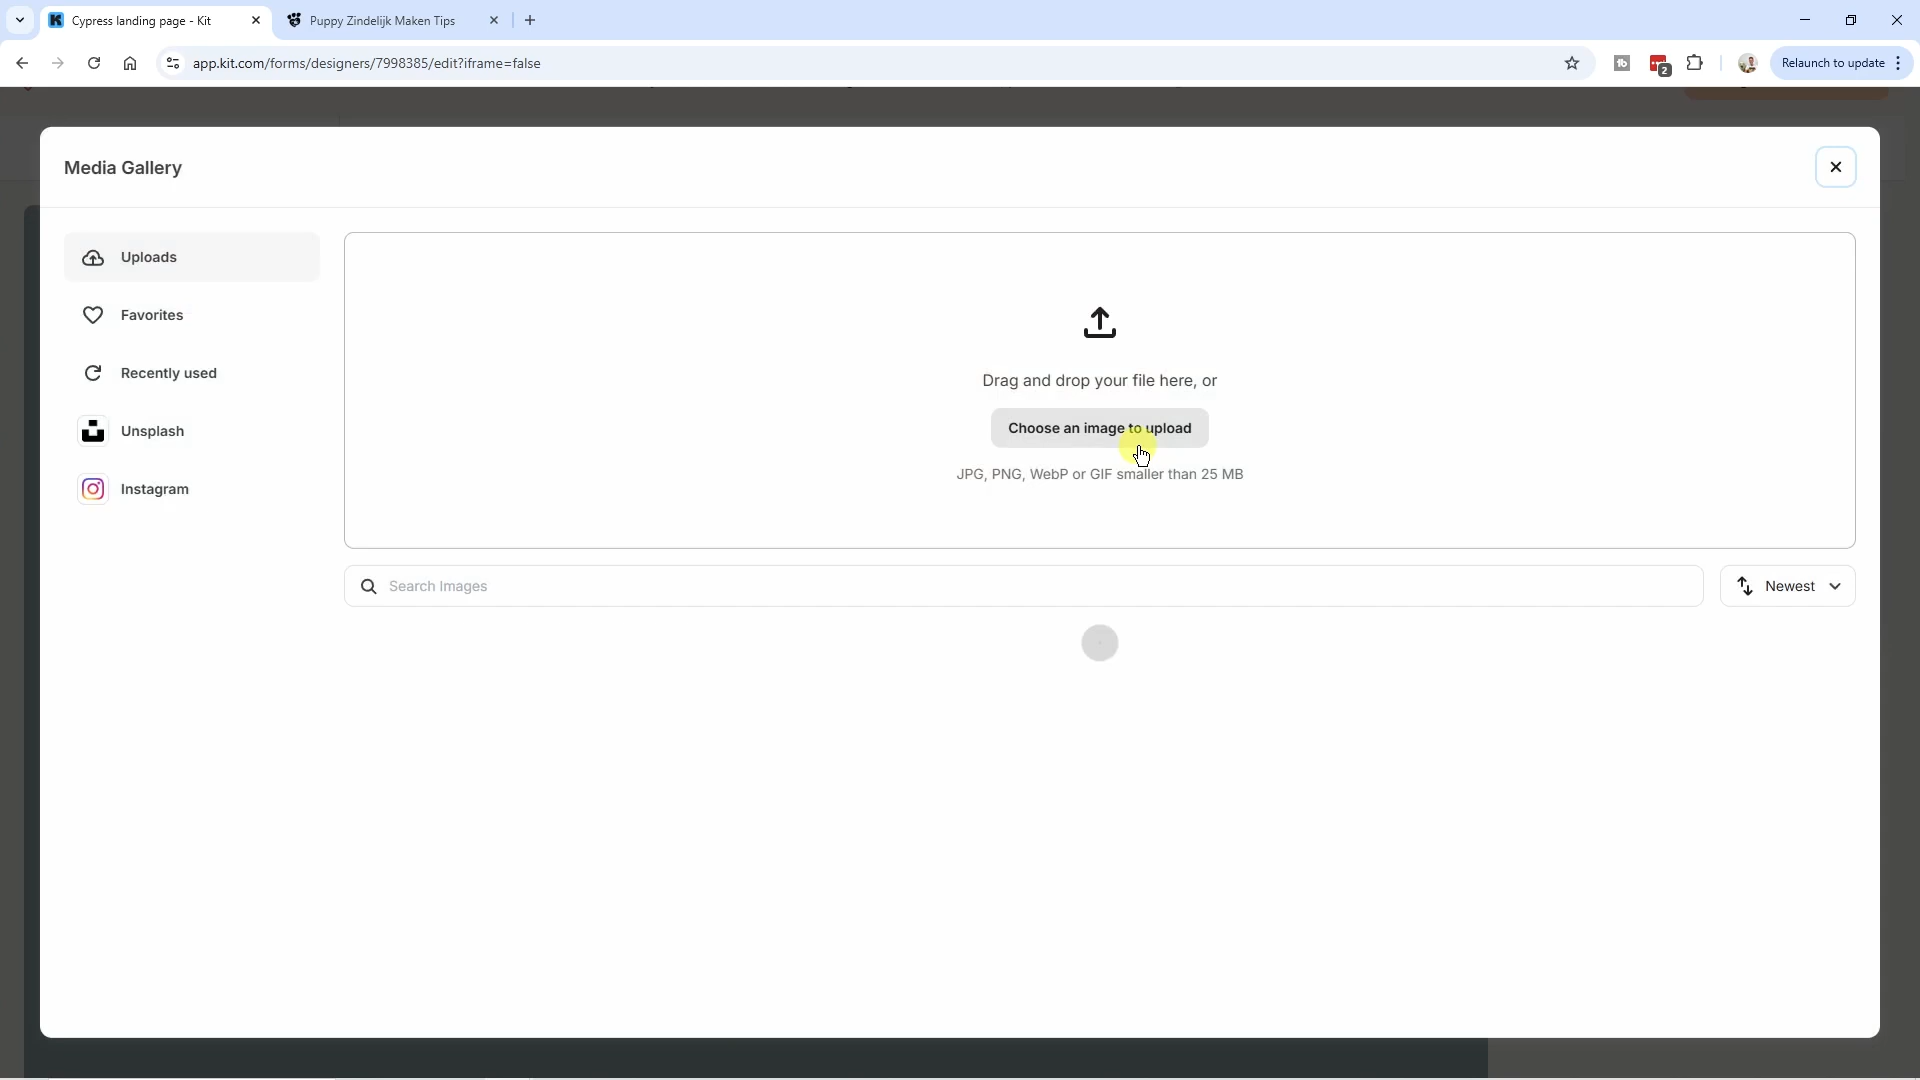 Cypress landing page - Kit
Puppy Zindelijk Maken Tips
app.kit.com/forms/designers/7998385/edit?iframe=false
2
Relaunch to update
Media Gallery
Uploads
Favorites
Recently used
Unsplash
Instagram
Drag and drop your file here, or
Choose an image to upload
JPG, PNG, WebP or GIF smaller than 25 MB
Search Images
Newest